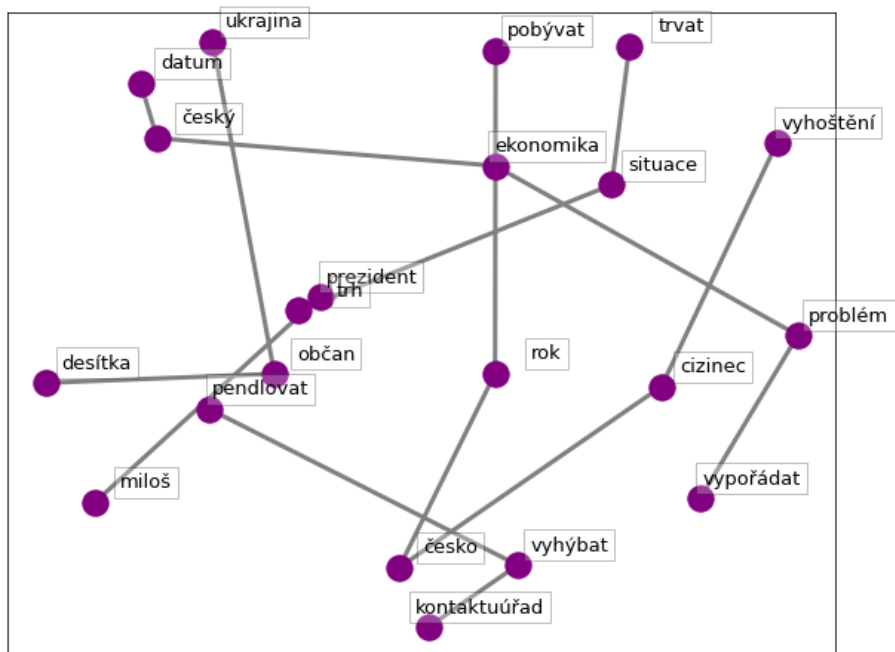 ukrajina
pobývat
trvat
datum
český
vyhoštění
ekonomika
situace
prezident
trh
problém
občan
rok
desítka
cizinec
pendlovat
miloš
vypořádat
česko
vyhýbat
kontaktuúřad